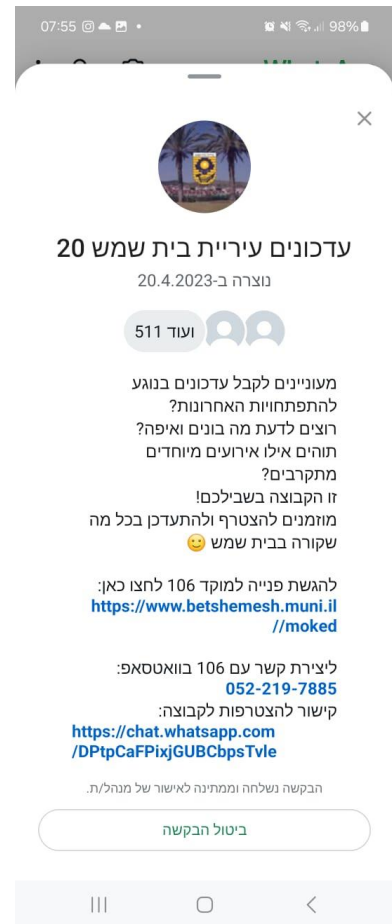 07:55
98%
עדכונים עיריית בית שמש 20
נוצרה ב-20.4.2023
ועוד 511
מעוניינים לקבל עדכונים בנוגע
להתפתחויות האחרונות?
רוצים לדעת מה בונים ואיפה?
תוהים אילו אירועים מיוחדים
מתקרבים?
זו הקבוצה בשבילכם!
מוזמנים להצטרף ולהתעדכן בכל מה
שקורה בבית שמש 🙂
להגשת פנייה למוקד 106 לחצו כאן:
https://www.betshemesh.muni.il
//moked
ליצירת קשר עם 106 בוואטסאפ:
052-219-7885
קישור להצטרפות לקבוצה:
https://chat.whatsapp.com
/DPtpCaFPixjGUBCbpsTvle
הבקשה נשלחה וממתינה לאישור של מנהל/ת.
ביטול הבקשה